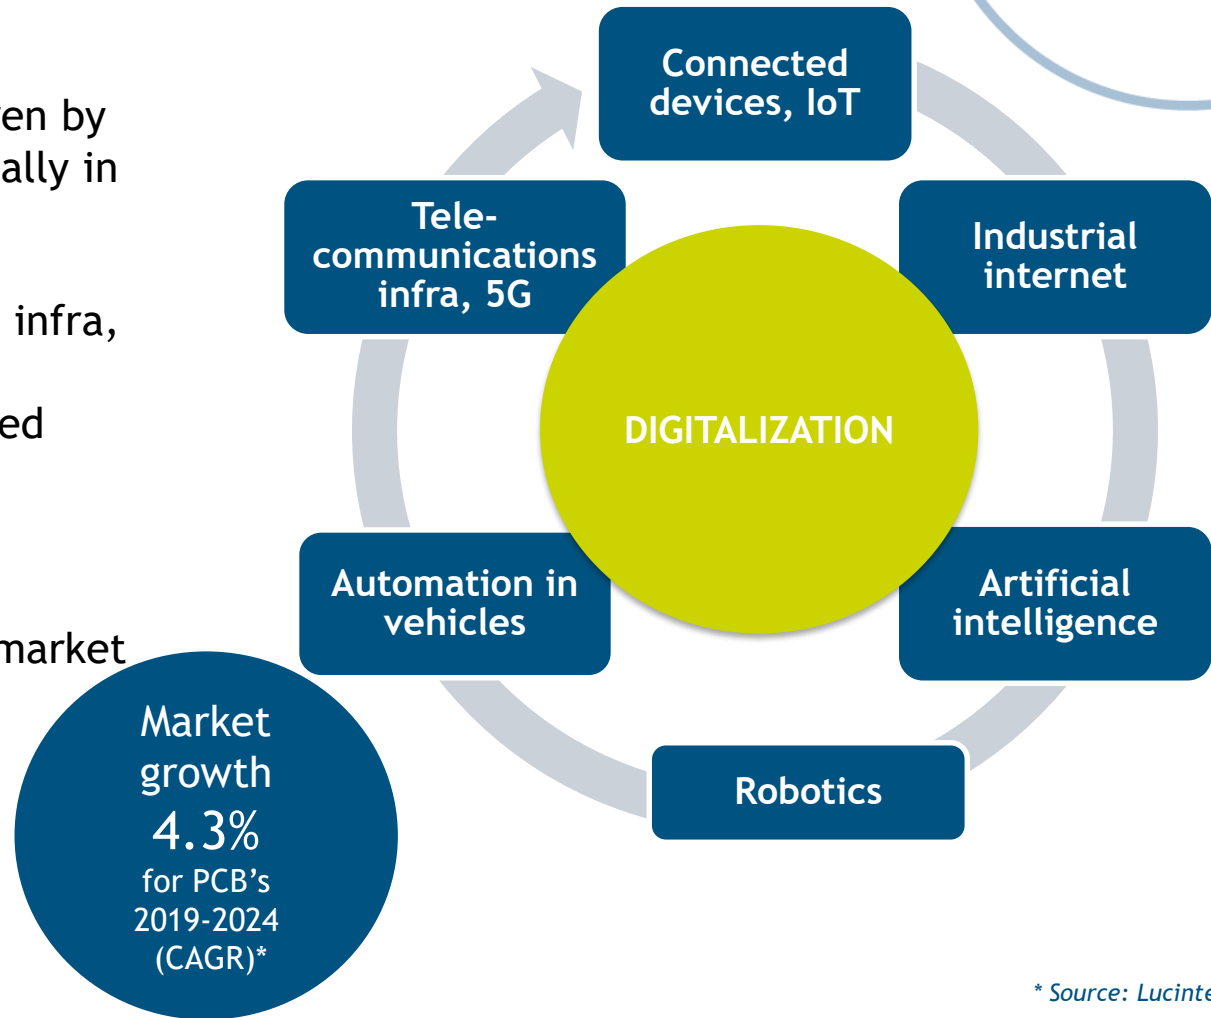 en by
ally in
infra,
ed
market
Connected
devices, IoT
Industrial
internet
Artificial
intelligence
Robotics
Automation in
vehicles
Tele-
communications
infra, 5G
DIGITALIZATION
Market
growth
4.3%
for PCB’s
2019-2024
(CAGR)*
* Source: Lucinte